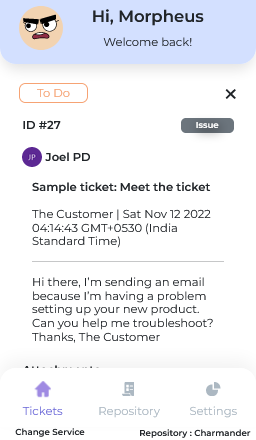 Hi, Morpheus
Welcome back!
To Do
ID #27
Issue
JP
Joel PD
Sample ticket: Meet the ticket
The Customer | Sat Nov 12 2022
04:14:43 GMT+0530 (India
Standard Time)
Hi there, I'm sending an email
because I'm having a problem
setting up your new product.
Can you help me troubleshoot?
Thanks, The Customer
Tickets
Repository
Settings
Change Service
Repository : Charmander